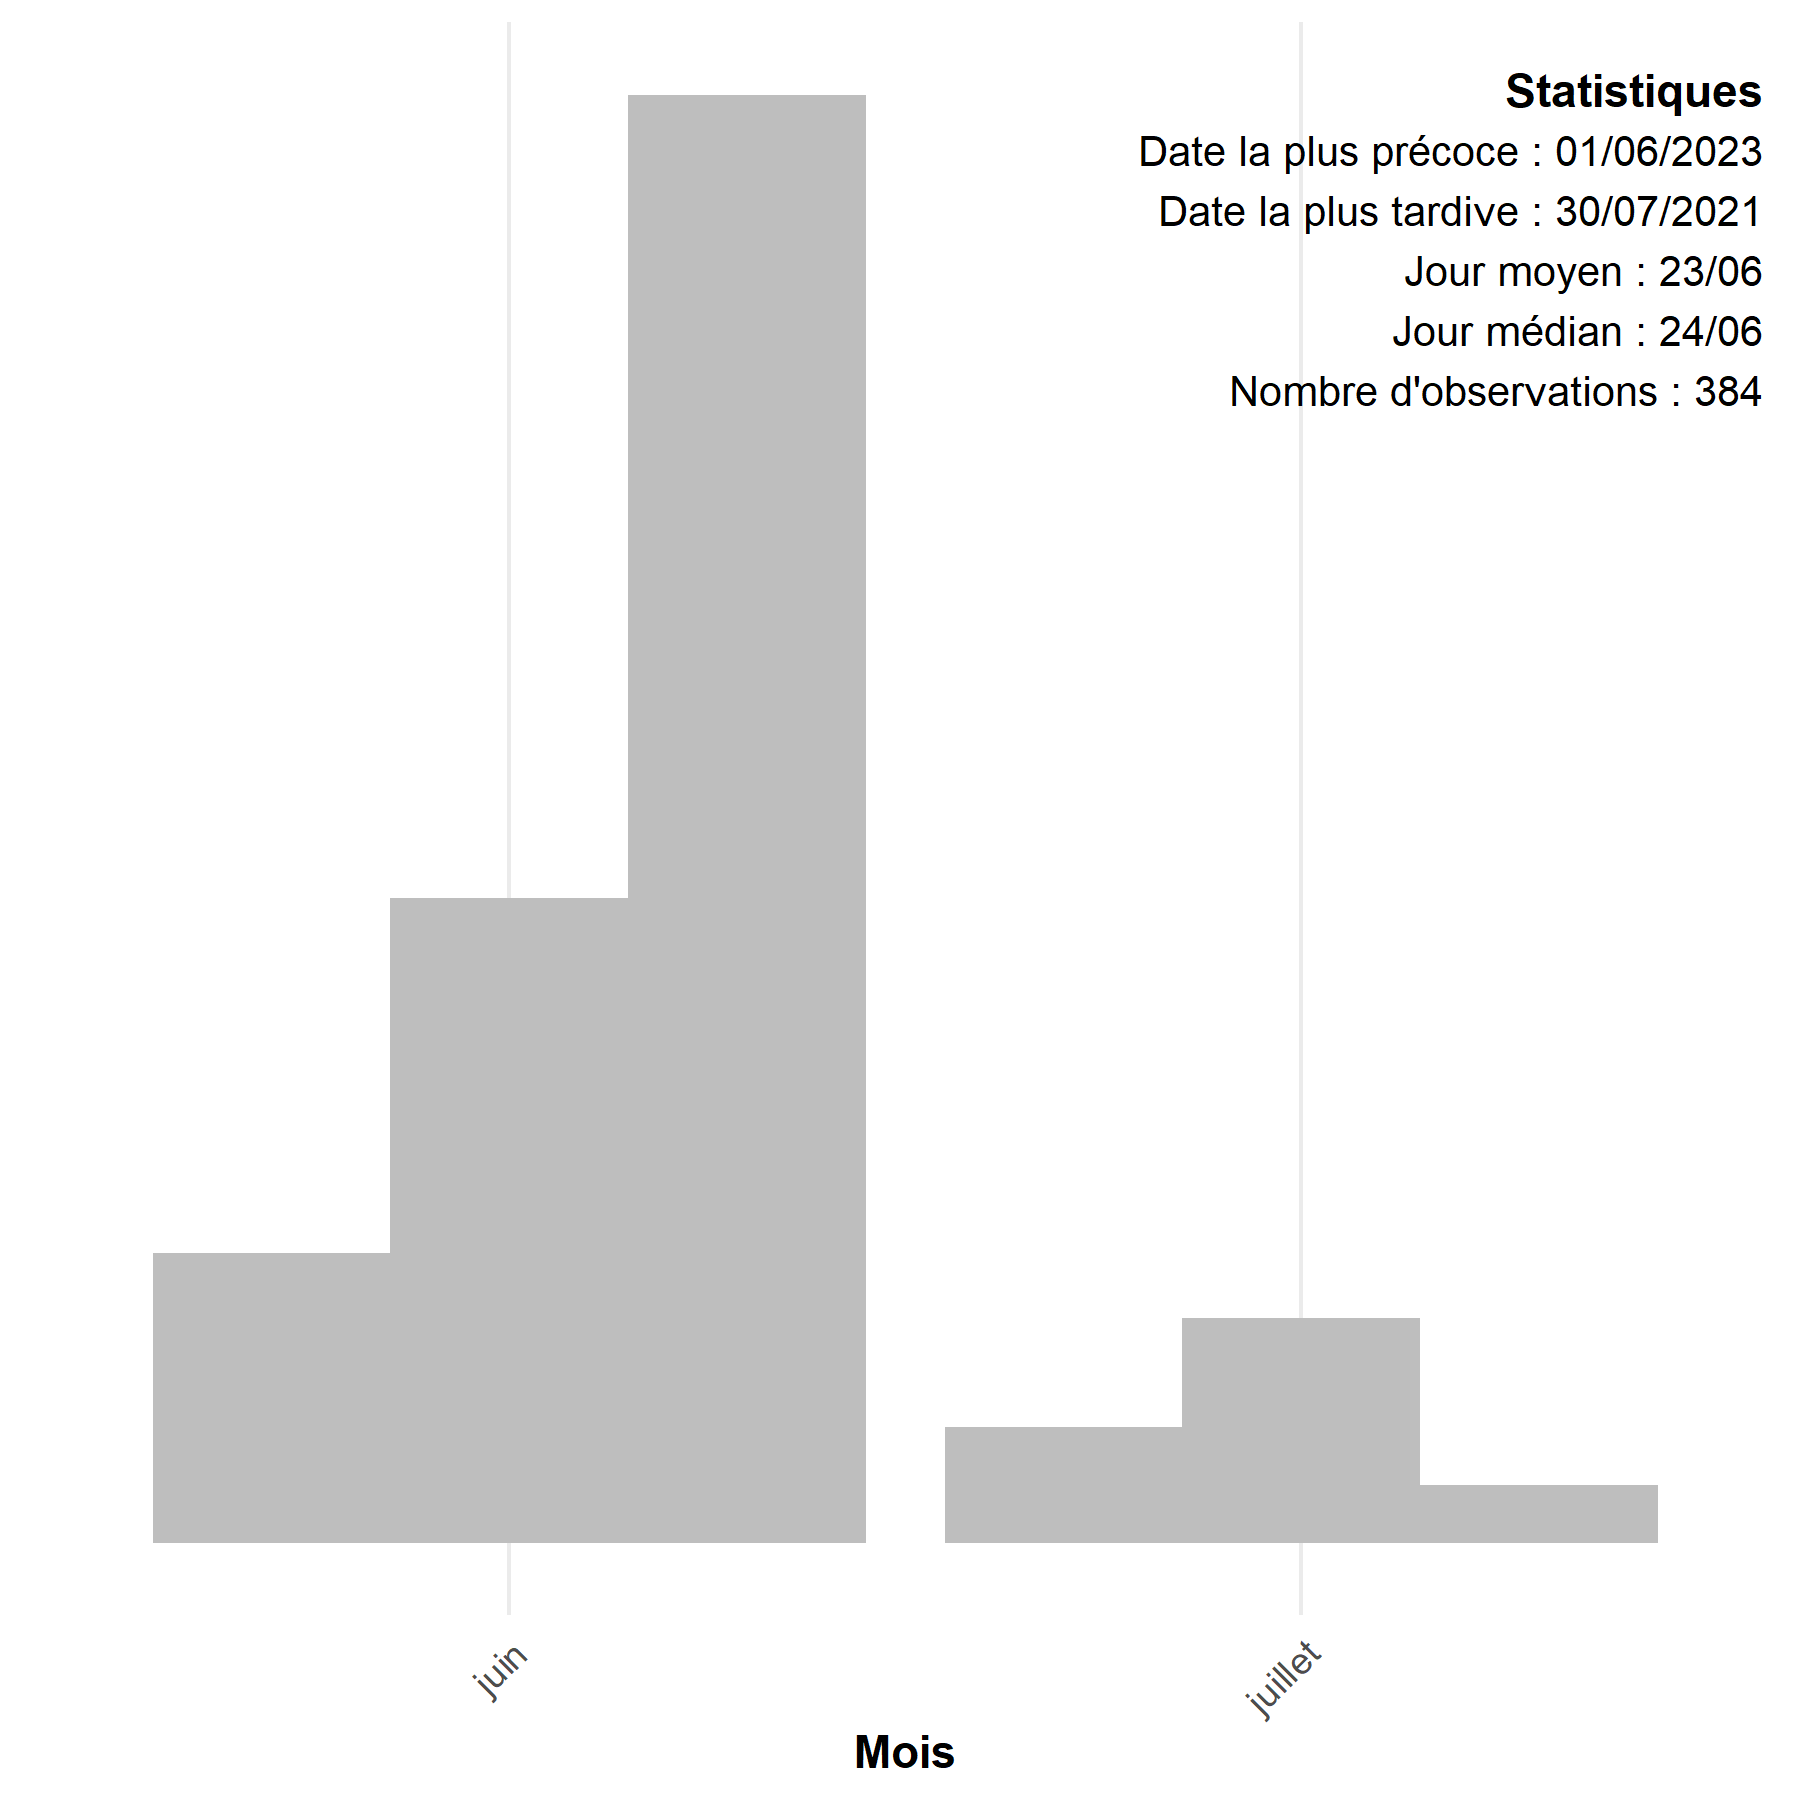 Statistiques
Date la plus précoce : 01/06/2023
Date la plus tardive : 30/07/2021
Jour moyen : 23/06
Jour médian : 24/06
Nombre d'observations : 384
juin
juillet
Mois